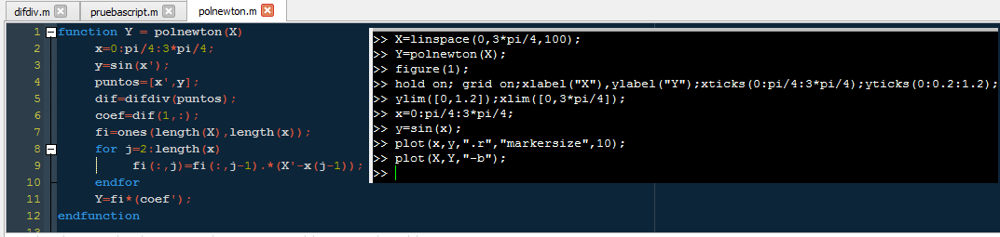 difdiv.m pruebascript.m polnewton.m
1 function Y = polnewton(X)
2 x=0:pi/4:3*pi/4;
3 y=sin(x');
4 puntos=[x',y];
5 dif=difdiv(puntos);
6 coef=dif(1,:);
7 fi=ones(length(X),length(x));
8 for j=2:length(x)
9 fi(:,j)=fi(:,j-1).*(X'-x(j-1));
10 endfor
11 Y=fi*(coef');
12 endfunction
13
>> X=linspace(0,3*pi/4,100);
>> Y=polnewton(X);
>> figure(1);
>> hold on; grid on;xlabel("X"),ylabel("Y");xticks(0:pi/4:3*pi/4);yticks(0:0.2:1.2);
>> ylim([0,1.2]);xlim([0,3*pi/4]);
>> x=0:pi/4:3*pi/4;
>> y=sin(x);
>> plot(x,y,".r","markersize",10);
>> plot(X,Y,"-b");
>>